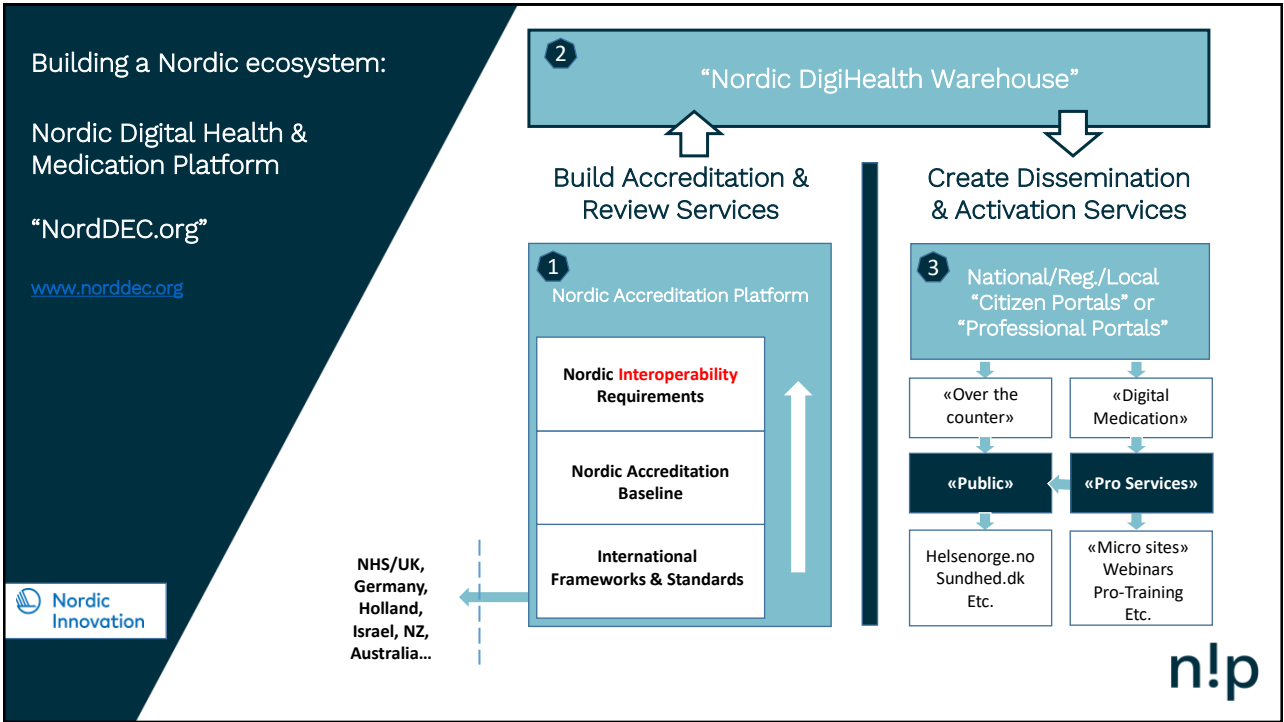 Building a Nordic ecosystem:
Nordic Digital Health &
Medication Platform
“NordDEC.org”
www.norddec.org
Nordic
Innovation
2
“Nordic DigiHealth Warehouse”
Build Accreditation &
Review Services
1
Nordic Accreditation Platform
Nordic Interoperability
Requirements
Nordic Accreditation
Baseline
International
Frameworks & Standards
NHS/UK,
Germany,
Holland,
Israel, NZ,
Australia…
Create Dissemination
& Activation Services
3
National/Reg./Local
“Citizen Portals” or
“Professional Portals”
«Over the
counter»
«Digital
Medication»
«Public»
«Pro Services»
Helsenorge.no
Sundhed.dk
Etc.
«Micro sites»
Webinars
Pro-Training
Etc.
n!p